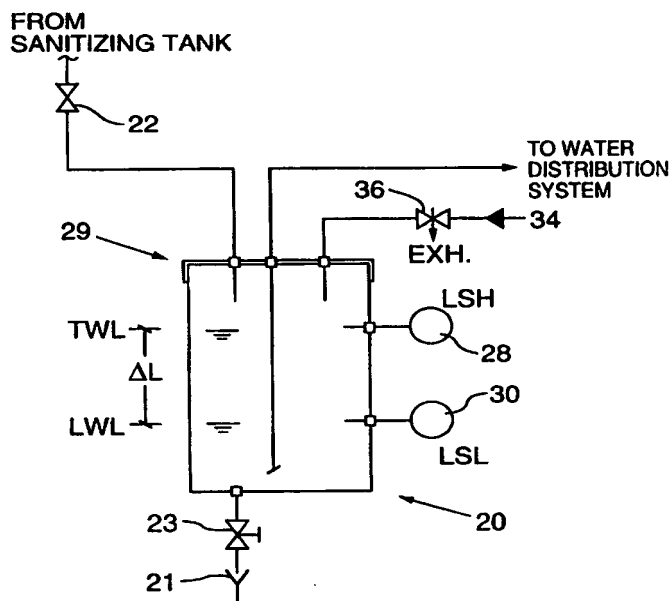 FROM
SANITIZING TANK
22
TO WATER
DISTRIBUTION
SYSTEM
36
34
EXH.
29
LSH
TWL
28
ΔL
30
LWL
LSL
23
20
21